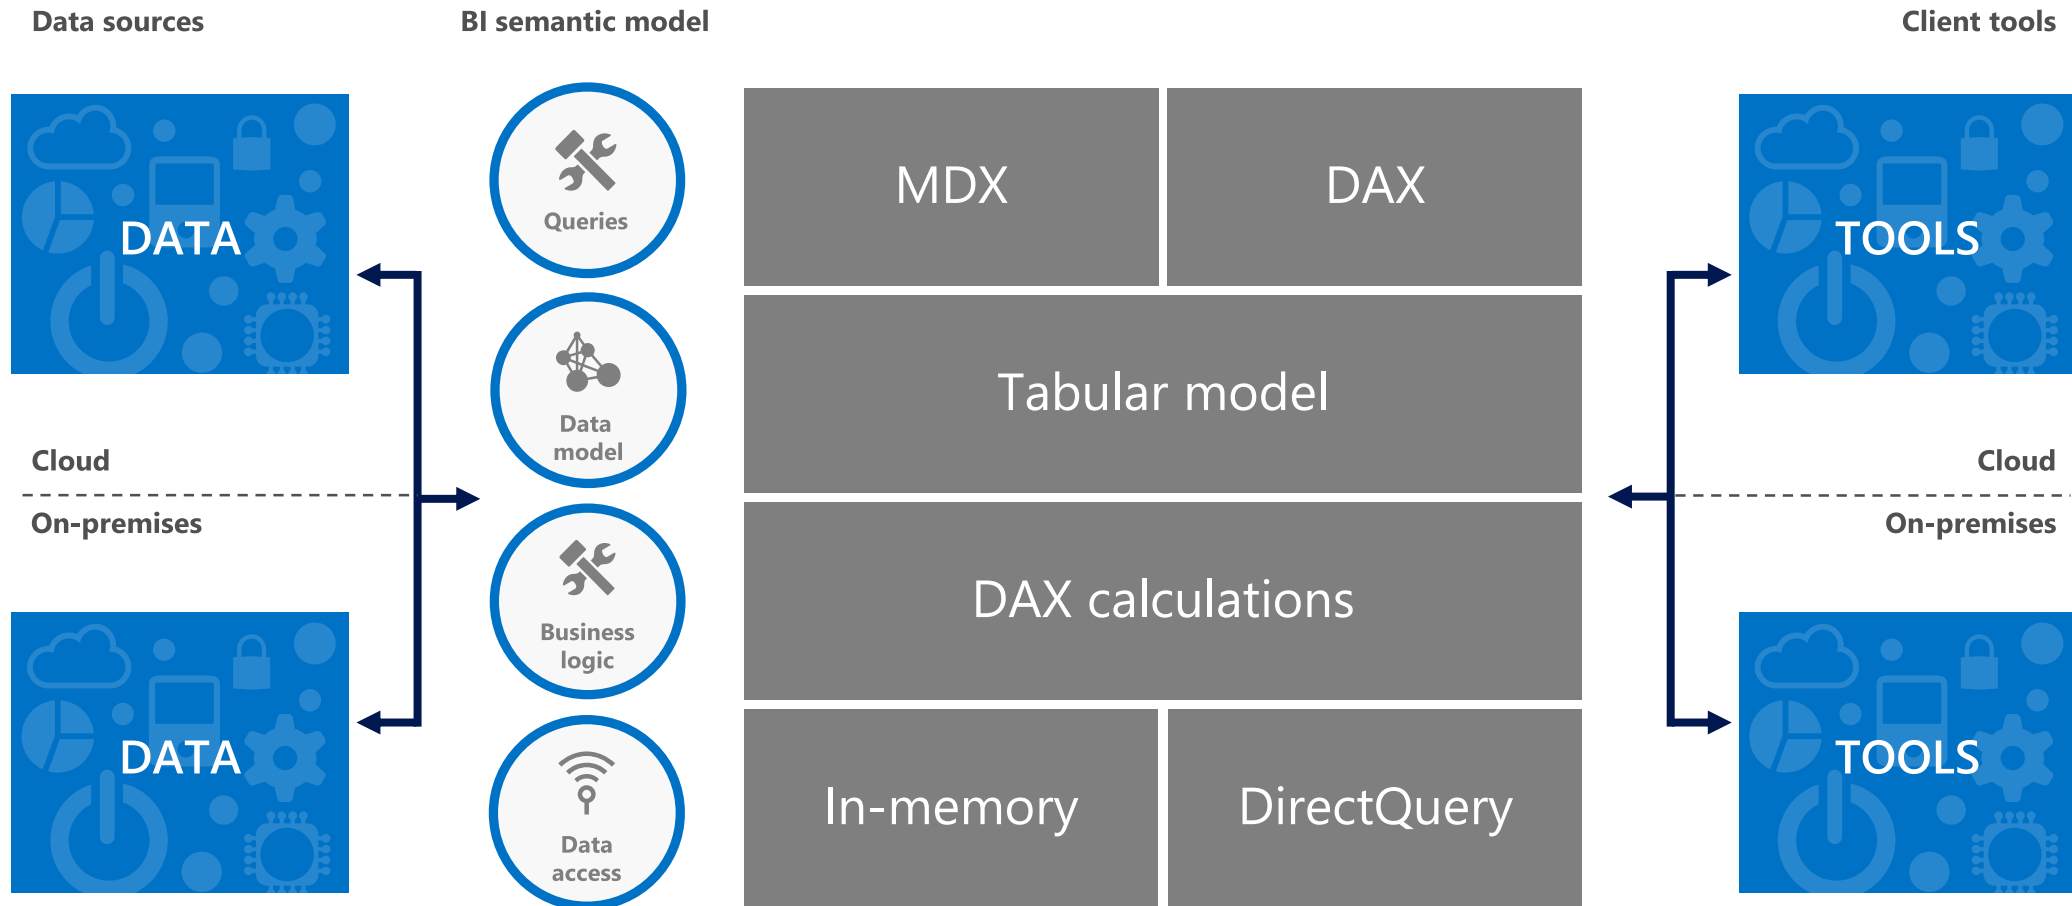 Data sources
BI semantic model
Client tools
DATA
Queries
MDX
DAX
TOOLS
Data
model
Tabular model
Cloud
On-premises
Cloud
On-premises
Business
logic
DAX calculations
DATA
Data
access
In-memory
DirectQuery
TOOLS